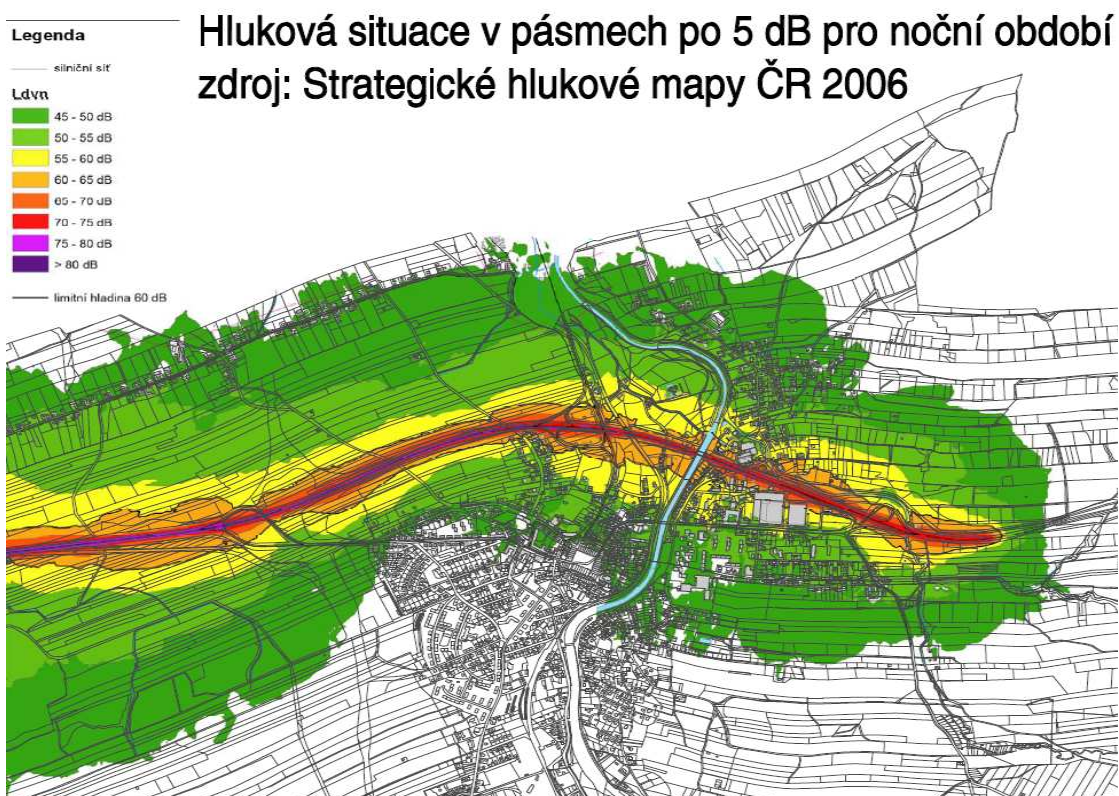 Hluková situace v pásmech po 5 dB pro noční období
zdroj: Strategické hlukové mapy ČR 2006
Legenda
silniční síť
Ldvn
45 - 50 dB
50 - 55 dB
55 - 60 dB
60 - 65 dB
65 - 70 dB
70 - 75 dB
75 - 80 dB
> 80 dB
limitní hladina 60 dB